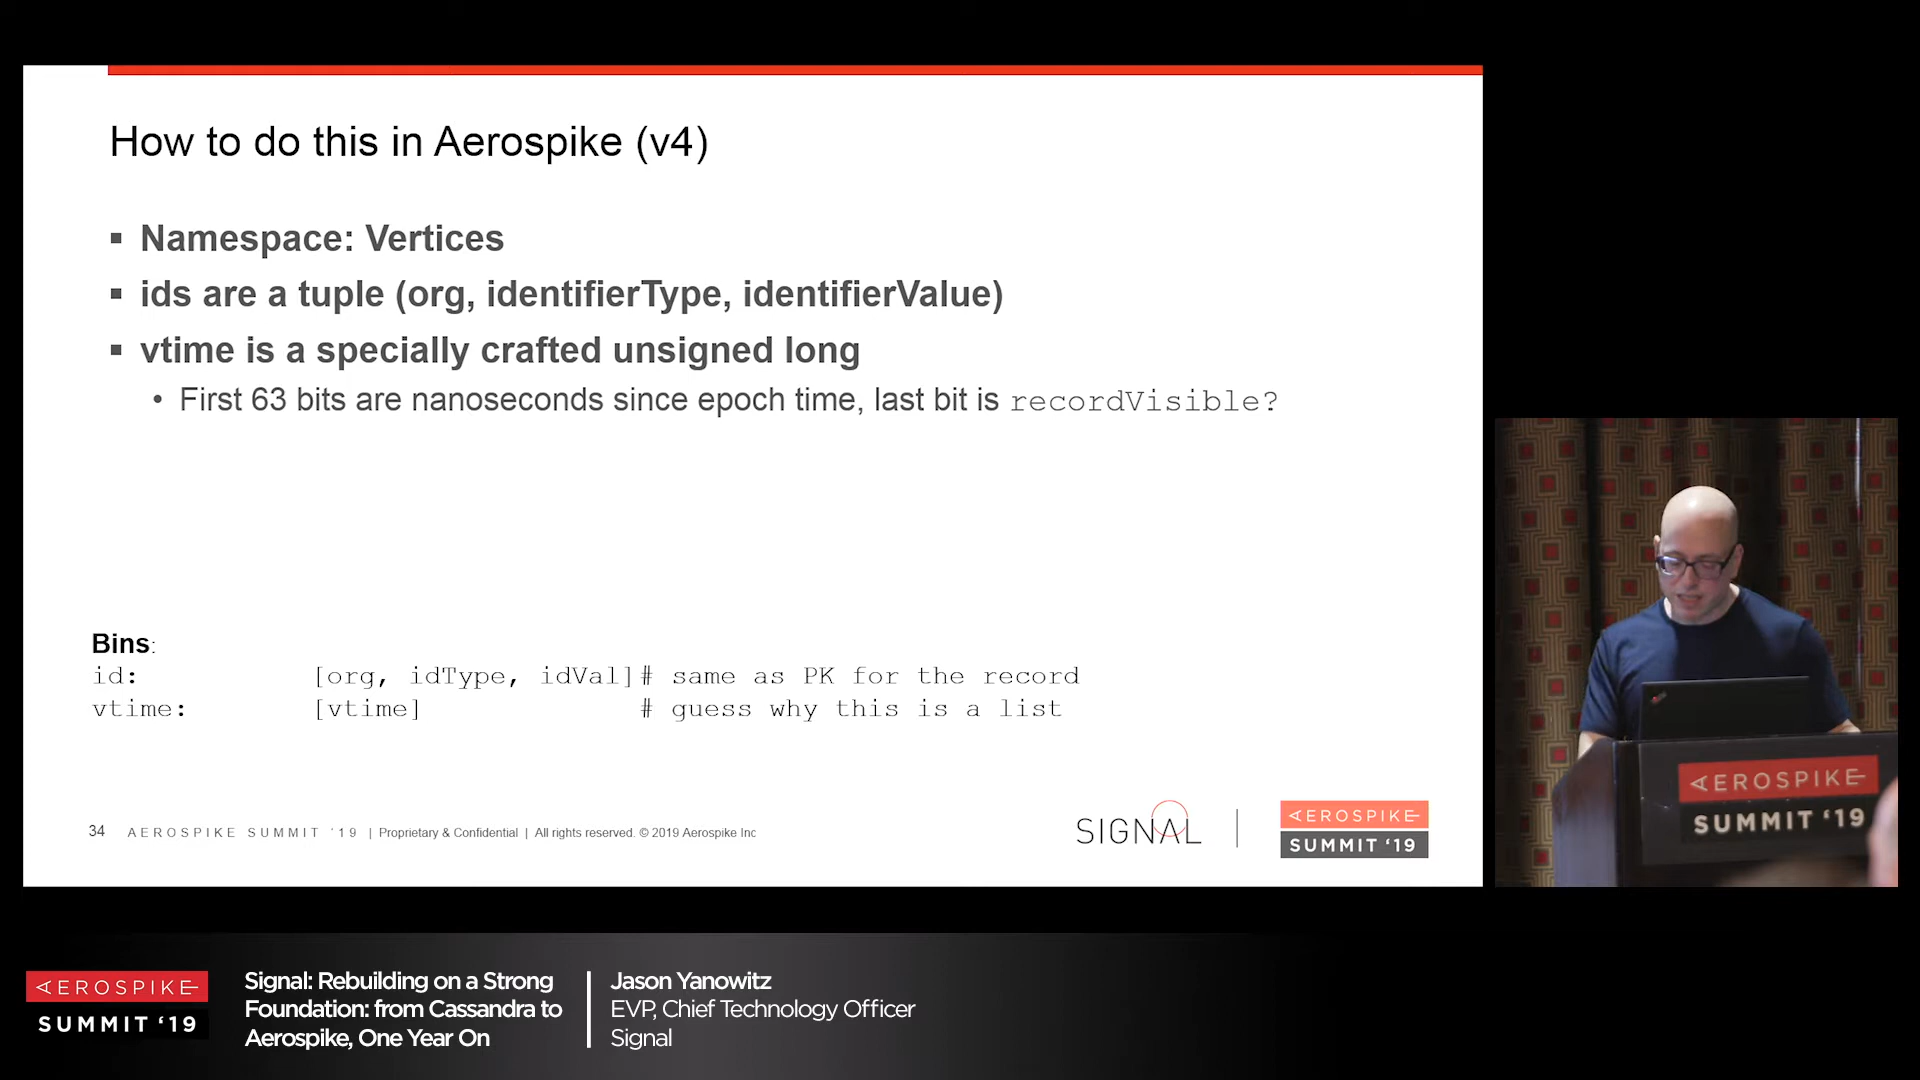 How to do this in Aerospike (v4)
▪ Namespace: Vertices
▪ ids are a tuple (org, identifierType, identifierValue)
▪ vtime is a specially crafted unsigned long
• First 63 bits are nanoseconds since epoch time, last bit is recordVisible?
Bins:
id: [org, idType, idVal]# same as PK for the record
vtime: [vtime] # guess why this is a list
34 AEROSPIKE SUMMIT '19 | Proprietary & Confidential | All rights reserved. © 2019 Aerospike Inc
SIGNAL
AEROSPIKE
SUMMIT '19
AEROSPIKE
SUMMIT '19
AEROSPIKE
SUMMIT '19
Signal: Rebuilding on a Strong
Foundation: from Cassandra to
Aerospike, One Year On
Jason Yanowitz
EVP, Chief Technology Officer
Signal